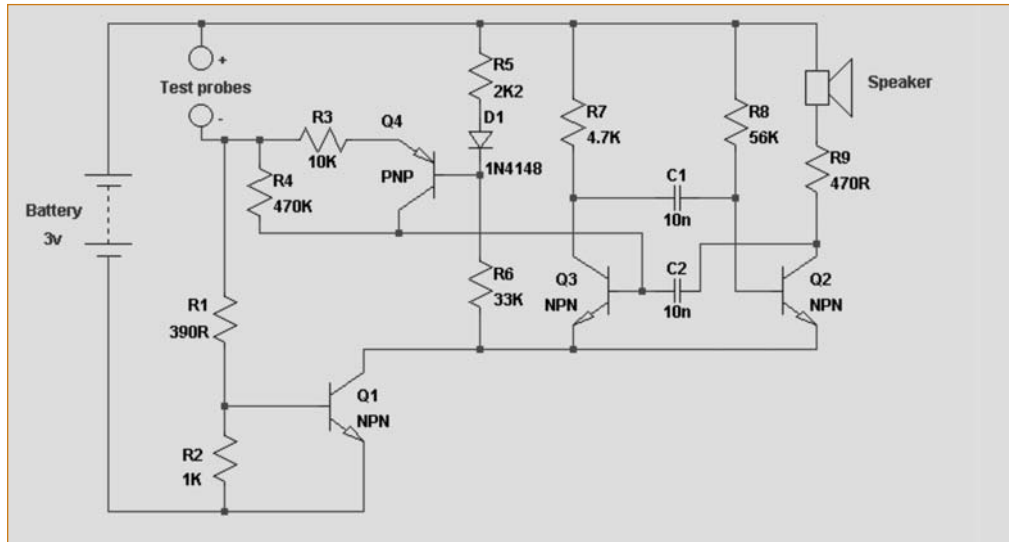 +
Test probes
-
R5
2K2
D1
1N4148
R3
10K
Q4
PNP
R4
470K
R7
4.7K
R8
56K
Speaker
R9
470R
C1
10n
Battery
3v
R1
390R
R6
33K
Q3
NPN
C2
10n
Q2
NPN
Q1
NPN
R2
1K